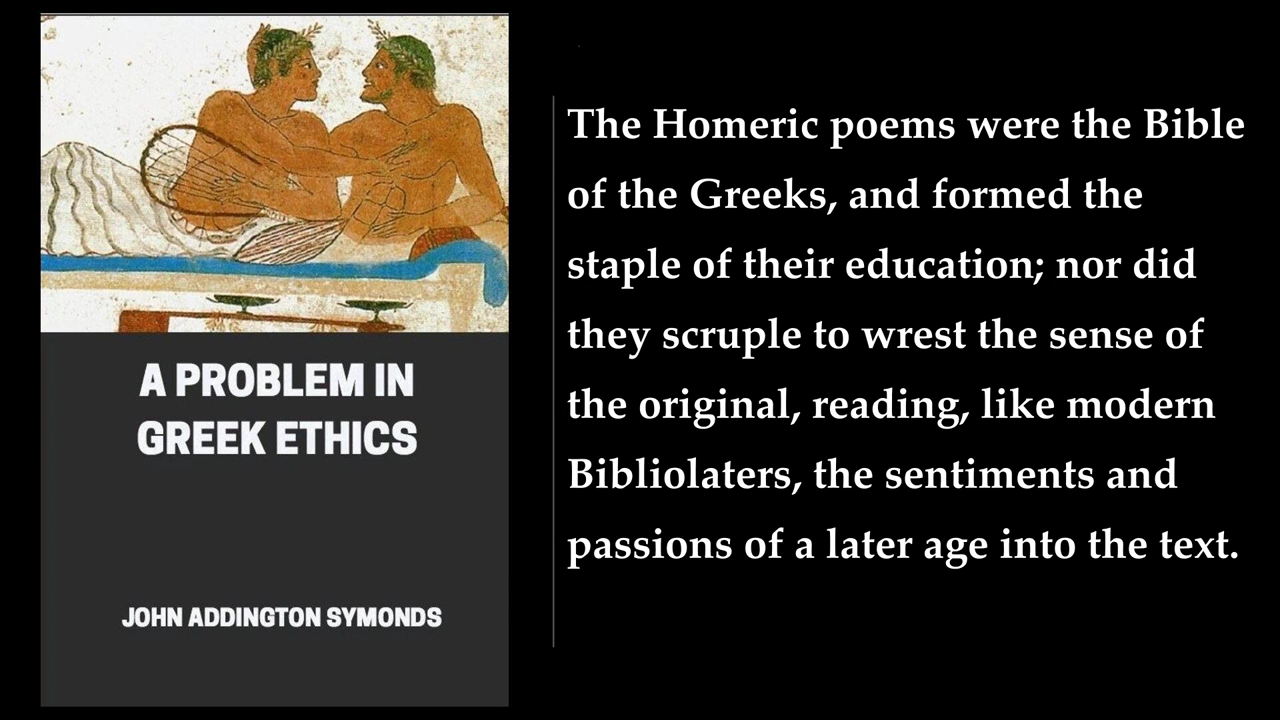 A PROBLEM IN
GREEK ETHICS
JOHN ADDINGTON SYMONDS
The Homeric poems were the Bible
of the Greeks, and formed the
staple of their education; nor did
they scruple to wrest the sense of
the original, reading, like modern
Bibliolaters, the sentiments and
passions of a later age into the text.